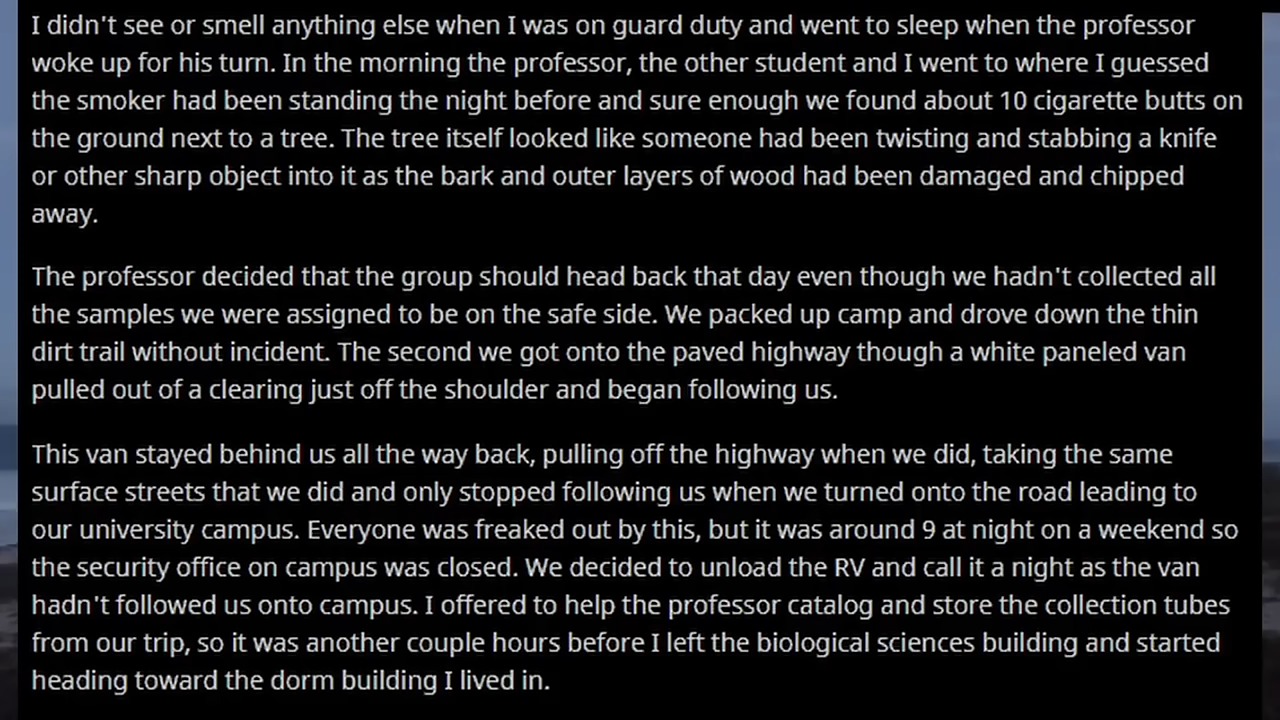 I didn't see or smell anything else when I was on guard duty and went to sleep when the professor
woke up for his turn. In the morning the professor, the other student and I went to where I guessed
the smoker had been standing the night before and sure enough we found about 10 cigarette butts on
the ground next to a tree. The tree itself looked like someone had been twisting and stabbing a knife
or other sharp object into it as the bark and outer layers of wood had been damaged and chipped
away.
The professor decided that the group should head back that day even though we hadn't collected all
the samples we were assigned to be on the safe side. We packed up camp and drove down the thin
dirt trail without incident. The second we got onto the paved highway though a white paneled van
pulled out of a clearing just off the shoulder and began following us.
This van stayed behind us all the way back, pulling off the highway when we did, taking the same
surface streets that we did and only stopped following us when we turned onto the road leading to
our university campus. Everyone was freaked out by this, but it was around 9 at night on a weekend so
the security office on campus was closed. We decided to unload the RV and call it a night as the van
hadn't followed us onto campus. I offered to help the professor catalog and store the collection tubes
from our trip, so it was another couple hours before I left the biological sciences building and started
heading toward the dorm building I lived in.